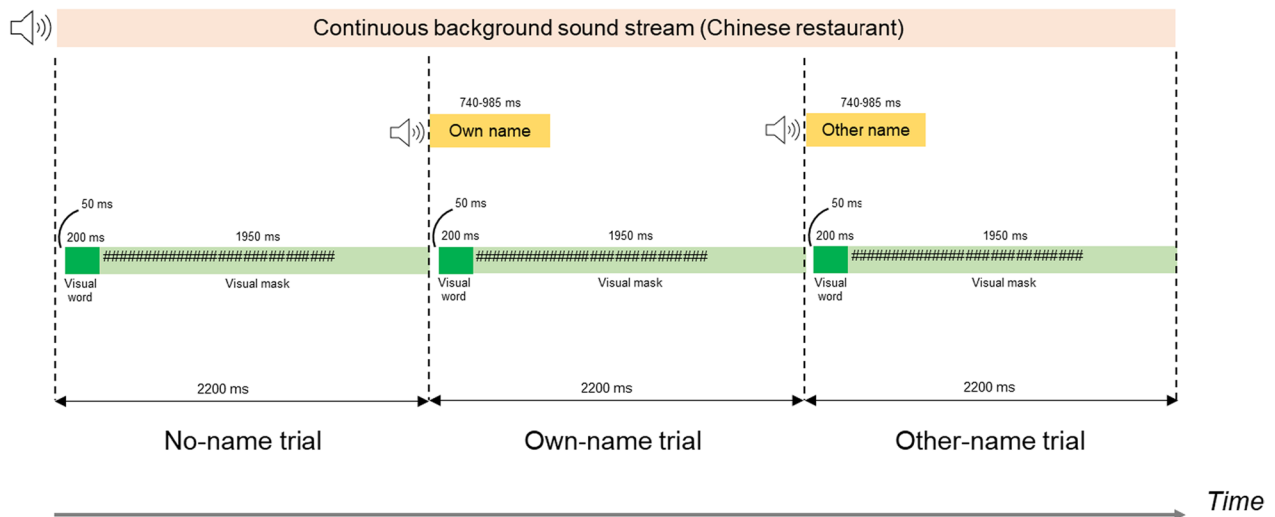 Continuous background sound stream (Chinese restaurant)
740-985 ms
740-985 ms
Own name
Other name
50 ms
50 ms
50 ms
200 ms
1950 ms
200 ms
1950 ms
200 ms
1950 ms
################################
################################
################################
Visual
word
Visual mask
Visual
word
Visual mask
Visual
word
Visual mask
2200 ms
2200 ms
2200 ms
No-name trial
Own-name trial
Other-name trial
Time